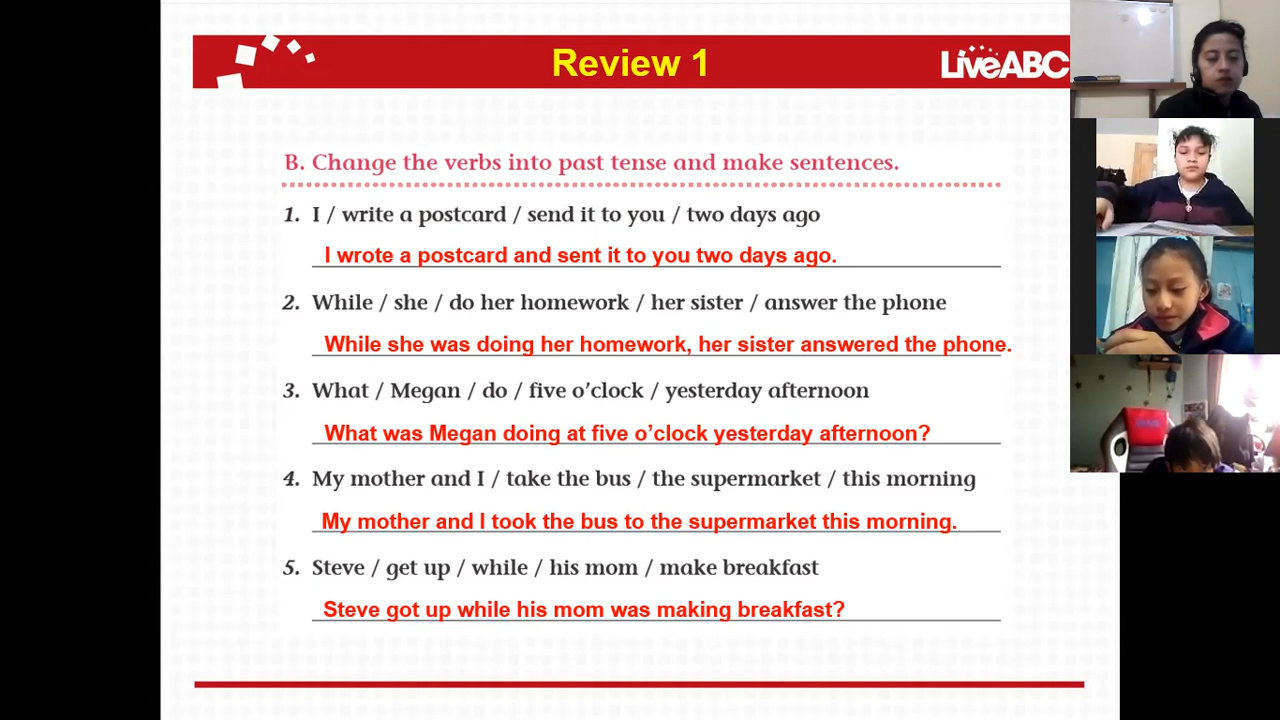 Review 1
LiveABC
B. Change the verbs into past tense and make sentences.
1. I / write a postcard / send it to you / two days ago
I wrote a postcard and sent it to you two days ago.
2. While / she / do her homework / her sister / answer the phone
While she was doing her homework, her sister answered the phone.
3. What / Megan / do / five o'clock / yesterday afternoon
What was Megan doing at five o'clock yesterday afternoon?
4. My mother and I / take the bus / the supermarket / this morning
My mother and I took the bus to the supermarket this morning.
5. Steve / get up / while / his mom / make breakfast
Steve got up while his mom was making breakfast?